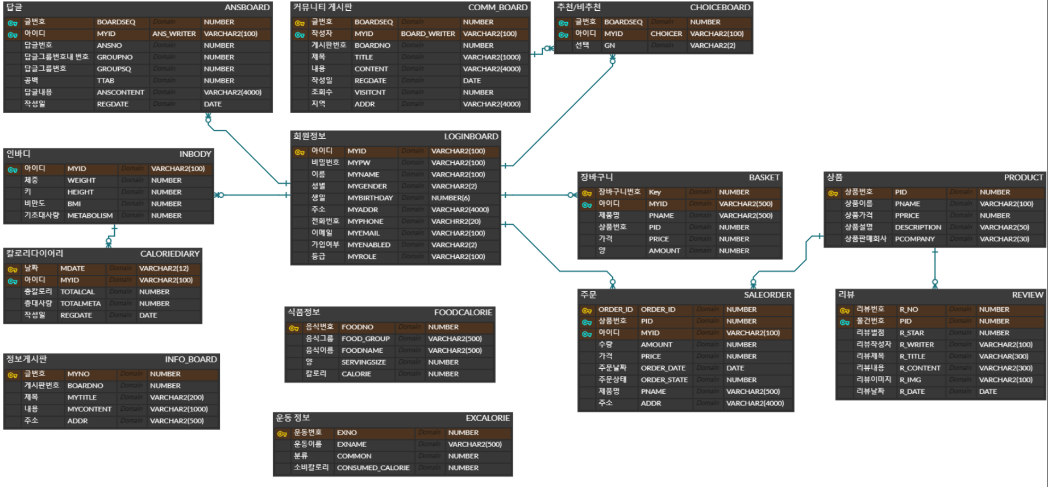 답글 ANSBOARD
글번호 BOARDSEQ Domain NUMBER
아이디 MYID ANS_WRITER VARCHAR2(100)
답글번호 ANSNO Domain NUMBER
답글그룹번호내 번호 GROUPNO Domain NUMBER
답글그룹번호 GROUPSQ Domain NUMBER
공백 TTAB Domain NUMBER
답글내용 ANSCONTENT Domain VARCHAR2(4000)
작성일 REGDATE Domain DATE
커뮤니티 게시판 COMM_BOARD
글번호 BOARDSEQ Domain NUMBER
작성자 MYID BOARD_WRITER VARCHAR2(100)
게시판번호 BOARDNO Domain NUMBER
제목 TITLE Domain VARCHAR2(1000)
내용 CONTENT Domain VARCHAR2(4000)
작성일 REGDATE Domain DATE
조회수 VISITCNT Domain NUMBER
지역 ADDR Domain VARCHAR2(4000)
추천/비추천 CHOICEBOARD
글번호 BOARDSEQ Domain NUMBER
아이디 MYID CHOICER VARCHAR2(100)
선택 GN Domain VARCHAR2(2)
인바디 INBODY
아이디 MYID Domain VARCHAR2(100)
체중 WEIGHT Domain NUMBER
키 HEIGHT Domain NUMBER
비만도 BMI Domain NUMBER
기초대사량 METABOLISM Domain NUMBER
회원정보 LOGINBOARD
아이디 MYID Domain VARCHAR2(100)
비밀번호 MYPW Domain VARCHAR2(100)
이름 MYNAME Domain VARCHAR2(100)
성별 MYGENDER Domain VARCHAR2(2)
생일 MYBIRTHDAY Domain NUMBER(6)
주소 MYADDR Domain VARCHAR2(4000)
전화번호 MYPHONE Domain VARCHRR2(20)
이메일 MYEMAIL Domain VARCHAR2(100)
가입여부 MYENABLED Domain VARCHAR2(2)
등급 MYROLE Domain VARCHAR2(100)
장바구니 BASKET
장바구니번호 Key Domain NUMBER
아이디 MYID Domain VARCHAR2(500)
제품명 PNAME Domain VARCHAR2(500)
상품번호 PID Domain NUMBER
가격 PRICE Domain NUMBER
양 AMOUNT Domain NUMBER
상품 PRODUCT
상품번호 PID Domain NUMBER
상품이름 PNAME Domain VARCHAR2(100)
상품가격 PPRICE Domain NUMBER
상품설명 DESCRIPTION Domain VARCHAR2(50)
상품판매회사 PCOMPANY Domain VARCHAR2(30)
칼로리다이어리 CALORIEDIARY
날짜 MDATE Domain VARCHAR2(12)
아이디 MYID Domain VARCHAR2(100)
총칼로리 TOTALCAL Domain NUMBER
총대사량 TOTALMETA Domain NUMBER
작성일 REGDATE Domain DATE
식품정보 FOODCALORIE
음식번호 FOODNO Domain NUMBER
음식그룹 FOOD_GROUP Domain VARCHAR2(500)
음식이름 FOODNAME Domain VARCHAR2(500)
양 SERVINGSIZE Domain NUMBER
칼로리 CALORIE Domain NUMBER
주문 SALEORDER
ORDER_ID ORDER_ID Domain NUMBER
상품번호 PID Domain NUMBER
아이디 MYID Domain VARCHAR2(100)
수량 AMOUNT Domain NUMBER
가격 PRICE Domain NUMBER
주문날짜 ORDER_DATE Domain DATE
주문상태 ORDER_STATE Domain NUMBER
제품명 PNAME Domain VARCHAR2(500)
주소 ADDR Domain VARCHAR2(4000)
리뷰 REVIEW
리뷰번호 R_NO Domain NUMBER
물건번호 PID Domain NUMBER
리뷰별점 R_STAR Domain NUMBER
리뷰작성자 R_WRITER Domain VARCHAR2(100)
리뷰제목 R_TITLE Domain VARCHAR(300)
리뷰내용 R_CONTENT Domain VARCHAR2(300)
리뷰이미지 R_IMG Domain VARCHAR2(100)
리뷰날짜 R_DATE Domain DATE
정보게시판 INFO_BOARD
글번호 MYNO Domain NUMBER
게시판번호 BOARDNO Domain NUMBER
제목 MYTITLE Domain VARCHAR2(200)
내용 MYCONTENT Domain VARCHAR2(1000)
주소 ADDR Domain VARCHAR2(500)
운동 정보 EXCALORIE
운동번호 EXNO Domain NUMBER
운동이름 EXNAME Domain VARCHAR2(500)
분류 COMMON Domain NUMBER
소비칼로리 CONSUMED_CALORIE Domain NUMBER